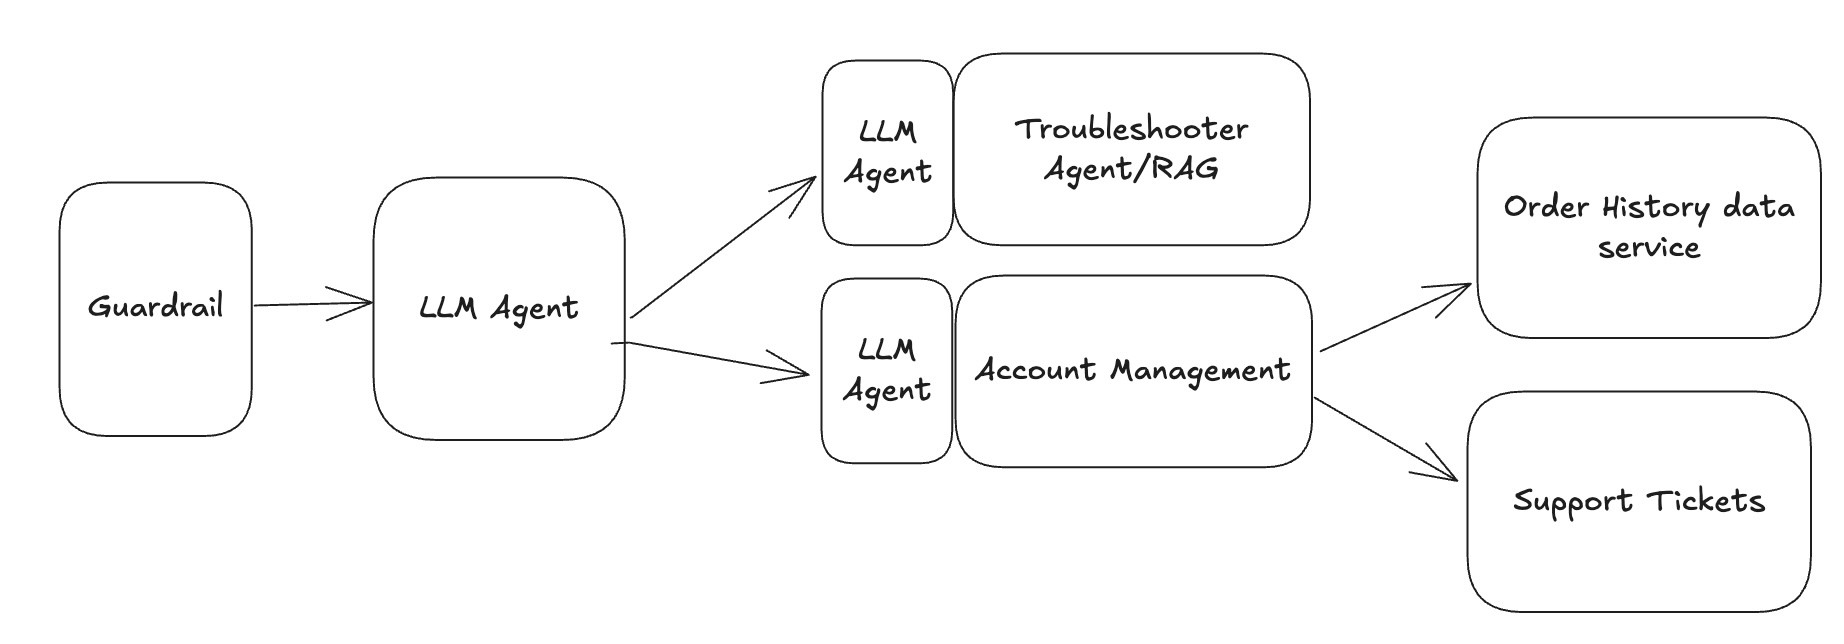 Guardrail
LLM Agent
LLM
Agent
Troubleshooter
Agent/RAG
LLM
Agent
Account Management
Order History data
service
Support Tickets